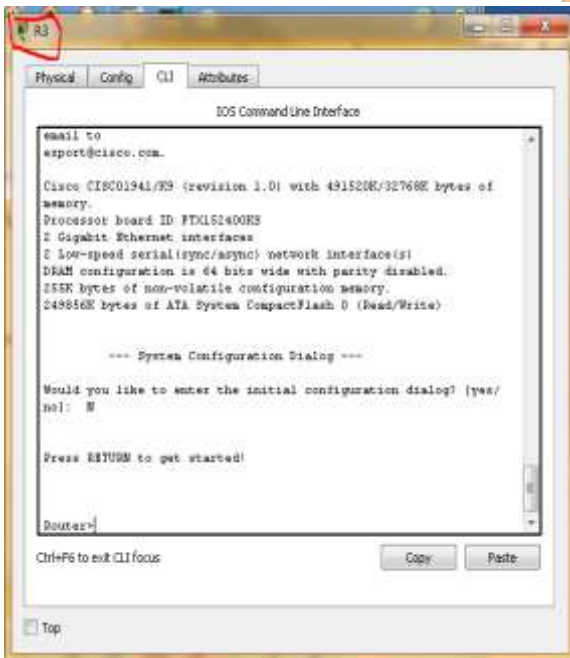 R3
Physical Config CLI Attributes
IOS Command Line Interface
email to
export@cisco.com.
Cisco CISCO1941/K9 (revision 1.0) with 491520K/32768K bytes of
memory.
Processor board ID FTX152400KS
2 Gigabit Ethernet interfaces
2 Low-speed serial(sync/async) network interface(s)
DRAM configuration is 64 bits wide with parity disabled.
255K bytes of non-volatile configuration memory.
249856K bytes of ATA System CompactFlash 0 (Read/Write)
--- System Configuration Dialog ---
Would you like to enter the initial configuration dialog? [yes/
no]: N
Press RETURN to get started!
Router>
Ctrl+F6 to exit CLI focus
Copy Paste
Top